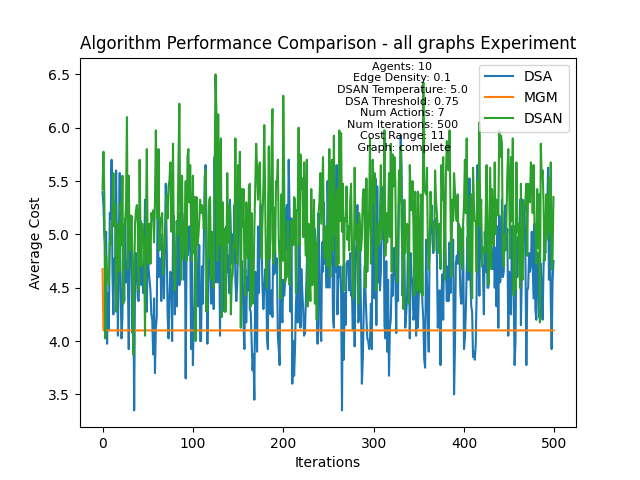 Algorithm Performance Comparison - all graphs Experiment
Agents: 10
Edge Density: 0.1
DSAN Temperature: 5.0
DSA Threshold: 0.75
Num Actions: 7
Num Iterations: 500
Cost Range: 11
Graph: complete
DSA
MGM
DSAN
Average Cost
6.5
6.0
5.5
5.0
4.5
4.0
3.5
0
100
200
300
400
500
Iterations